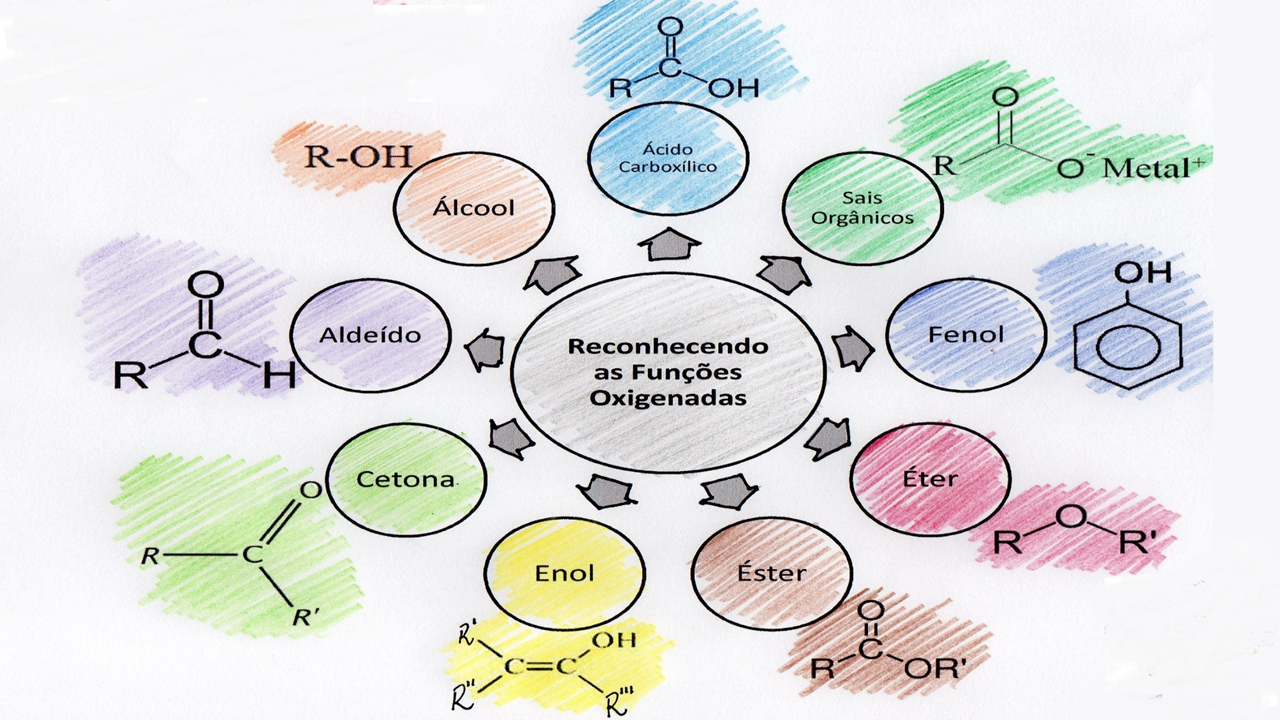 Reconhecendo
as Funções
Oxigenadas
O
C
R OH
Ácido
Carboxílico
O
R O⁻ Metal⁺
Sais
Orgânicos
OH
Fenol
Éter
O
R R'
Éster
O
C
R OR'
Enol
R' OH
C=C
R'' R'''
Cetona
O
R C
R'
Aldeído
O
C
R H
R-OH
Álcool